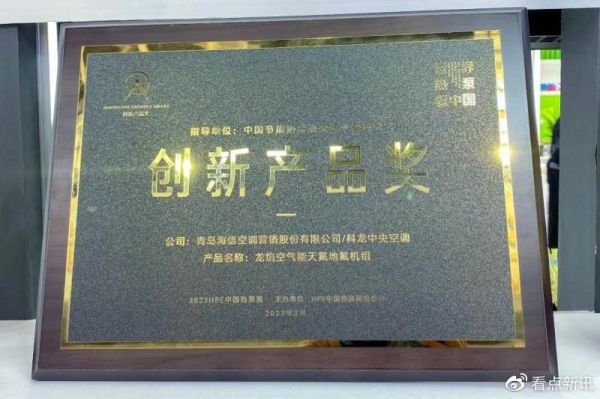 INNOVATIVE PRODUCT AWARD
创新产品奖
热泵
中国
指导单位：中国节能协会
创新产品奖
公司：青岛海信空调营销股份有限公司/科龙中央空调
产品名称：龙焰空气能天氟地氟机组
2023HPE中国热泵展 · 主办单位：HPE中国热泵展组委会
2023年3月
看点新讯